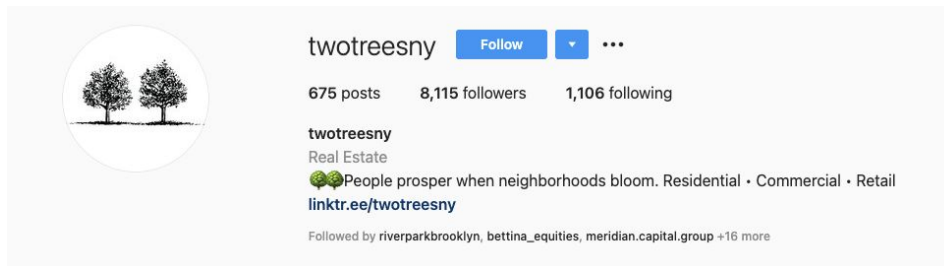 twotreesny Follow
675 posts 8,115 followers 1,106 following
twotreesny
Real Estate
🌳🌳People prosper when neighborhoods bloom. Residential • Commercial • Retail
linktr.ee/twotreesny
Followed by riverparkbrooklyn, bettina_equities, meridian.capital.group +16 more